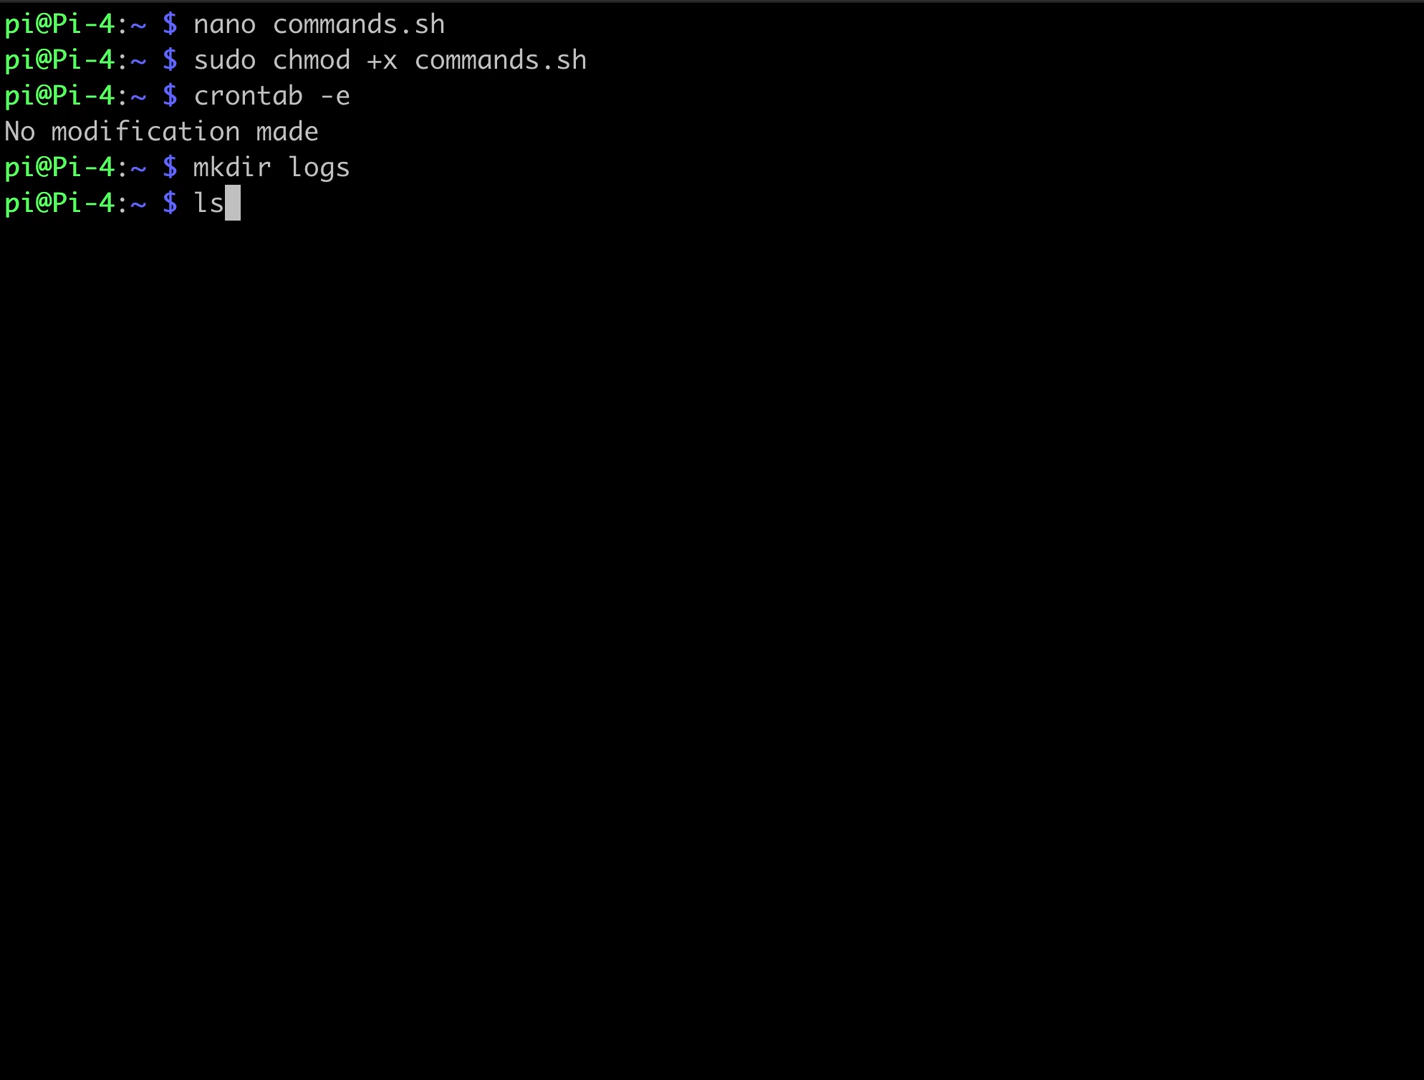 pi@Pi-4:~ $ nano commands.sh
pi@Pi-4:~ $ sudo chmod +x commands.sh
pi@Pi-4:~ $ crontab -e
No modification made
pi@Pi-4:~ $ mkdir logs
pi@Pi-4:~ $ ls